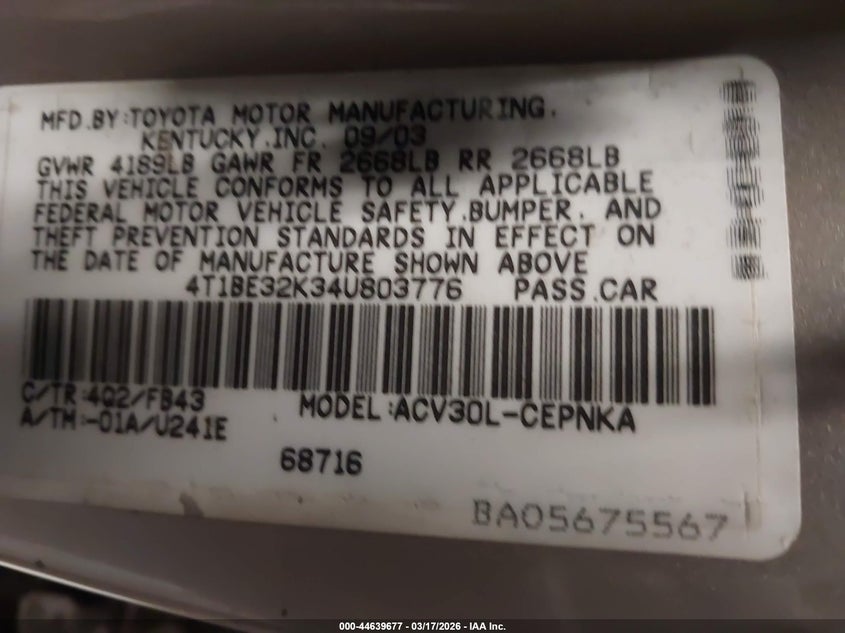 MFD.BY:TOYOTA MOTOR MANUFACTURING.
KENTUCKY.INC. 09/03
GVWR 4189LB GAWR FR 2668LB RR 2668LB
THIS VEHICLE CONFORMS TO ALL APPLICABLE
FEDERAL MOTOR VEHICLE SAFETY.BUMPER. AND
THEFT PREVENTION STANDARDS IN EFFECT ON
THE DATE OF MANUFACTURE SHOWN ABOVE
4T1BE32K34U803776 PASS.CAR
C/TR:4Q2/FB43
A/TM:-01A/U241E
MODEL:ACV30L-CEPNKA
68716
BA05675567
000-44639677 — 03/17/2026 — IAA Inc.